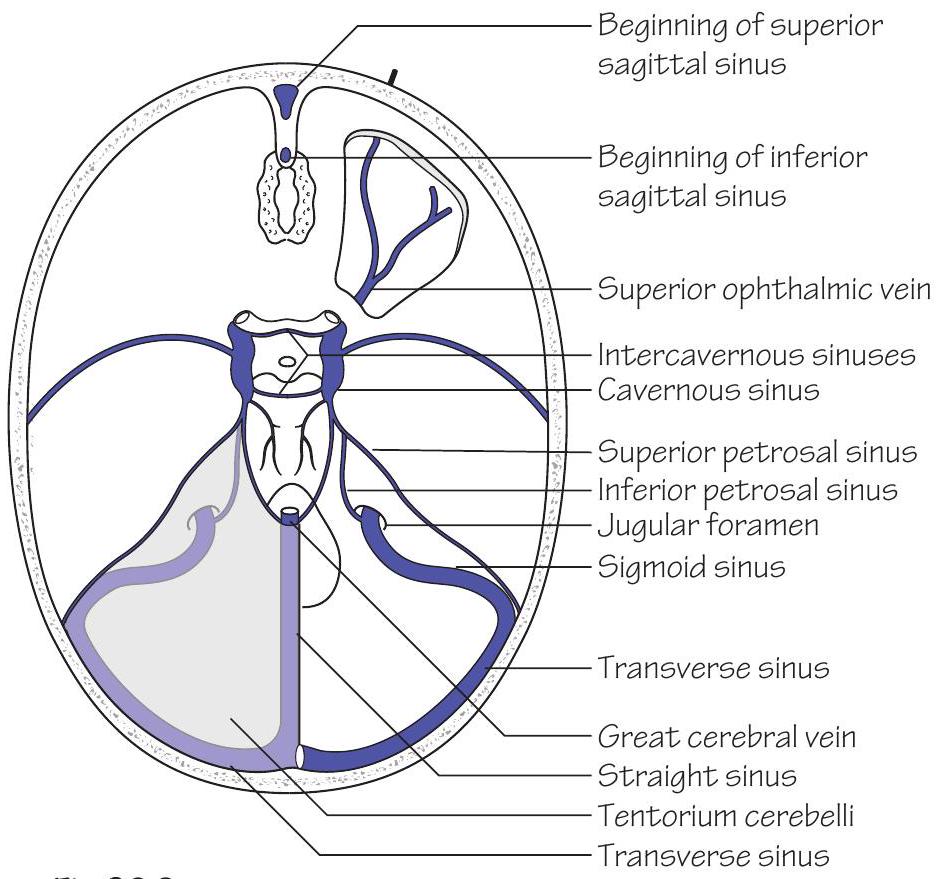 Beginning of superior
sagittal sinus
Beginning of inferior
sagittal sinus
Superior ophthalmic vein
Intercavernous sinuses
Cavernous sinus
Superior petrosal sinus
Inferior petrosal sinus
Jugular foramen
Sigmoid sinus
Transverse sinus
Great cerebral vein
Straight sinus
Tentorium cerebelli
Transverse sinus